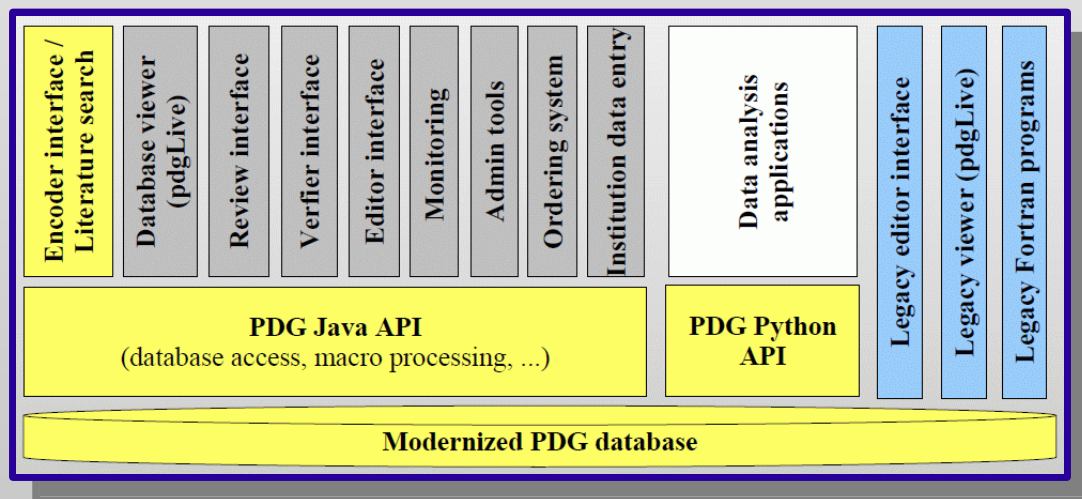 Encoder interface /
Literature search
Database viewer
(pdgLive)
Review interface
Verfier interface
Editor interface
Monitoring
Admin tools
Ordering system
Institution data entry
Data analysis
applications
Legacy editor interface
Legacy viewer (pdgLive)
Legacy Fortran programs
PDG Java API
(database access, macro processing, ...)
PDG Python
API
Modernized PDG database